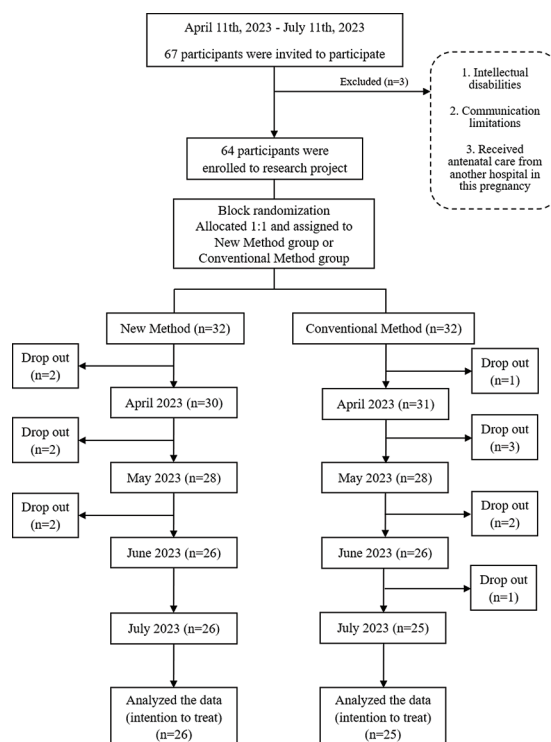 April 11th, 2023 - July 11th, 2023
67 participants were invited to participate
Excluded (n=3)
1. Intellectual
disabilities
2. Communication
limitations
3. Received
antenatal care from
another hospital in
this pregnancy
64 participants were
enrolled to research project
Block randomization
Allocated 1:1 and assigned to
New Method group or
Conventional Method group
New Method (n=32)
Conventional Method (n=32)
Drop out
(n=2)
Drop out
(n=1)
April 2023 (n=30)
April 2023 (n=31)
Drop out
(n=2)
Drop out
(n=3)
May 2023 (n=28)
May 2023 (n=28)
Drop out
(n=2)
Drop out
(n=2)
June 2023 (n=26)
June 2023 (n=26)
Drop out
(n=1)
July 2023 (n=26)
July 2023 (n=25)
Analyzed the data
(intention to treat)
(n=26)
Analyzed the data
(intention to treat)
(n=25)